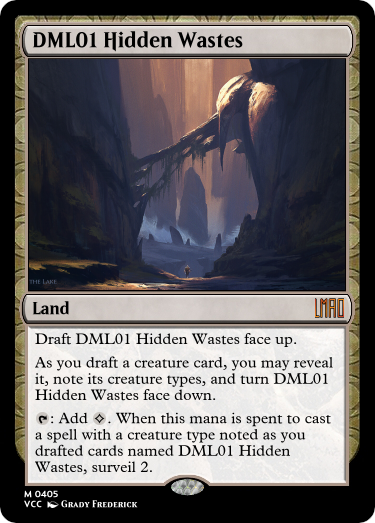 DML01 Hidden Wastes
THE LAKE
Land
LMAC
Draft DML01 Hidden Wastes face up.
As you draft a creature card, you may reveal
it, note its creature types, and turn DML01
Hidden Wastes face down.
: Add . When this mana is spent to cast
a spell with a creature type noted as you
drafted cards named DML01 Hidden
Wastes, surveil 2.
M 0405
VCC Grady Frederick